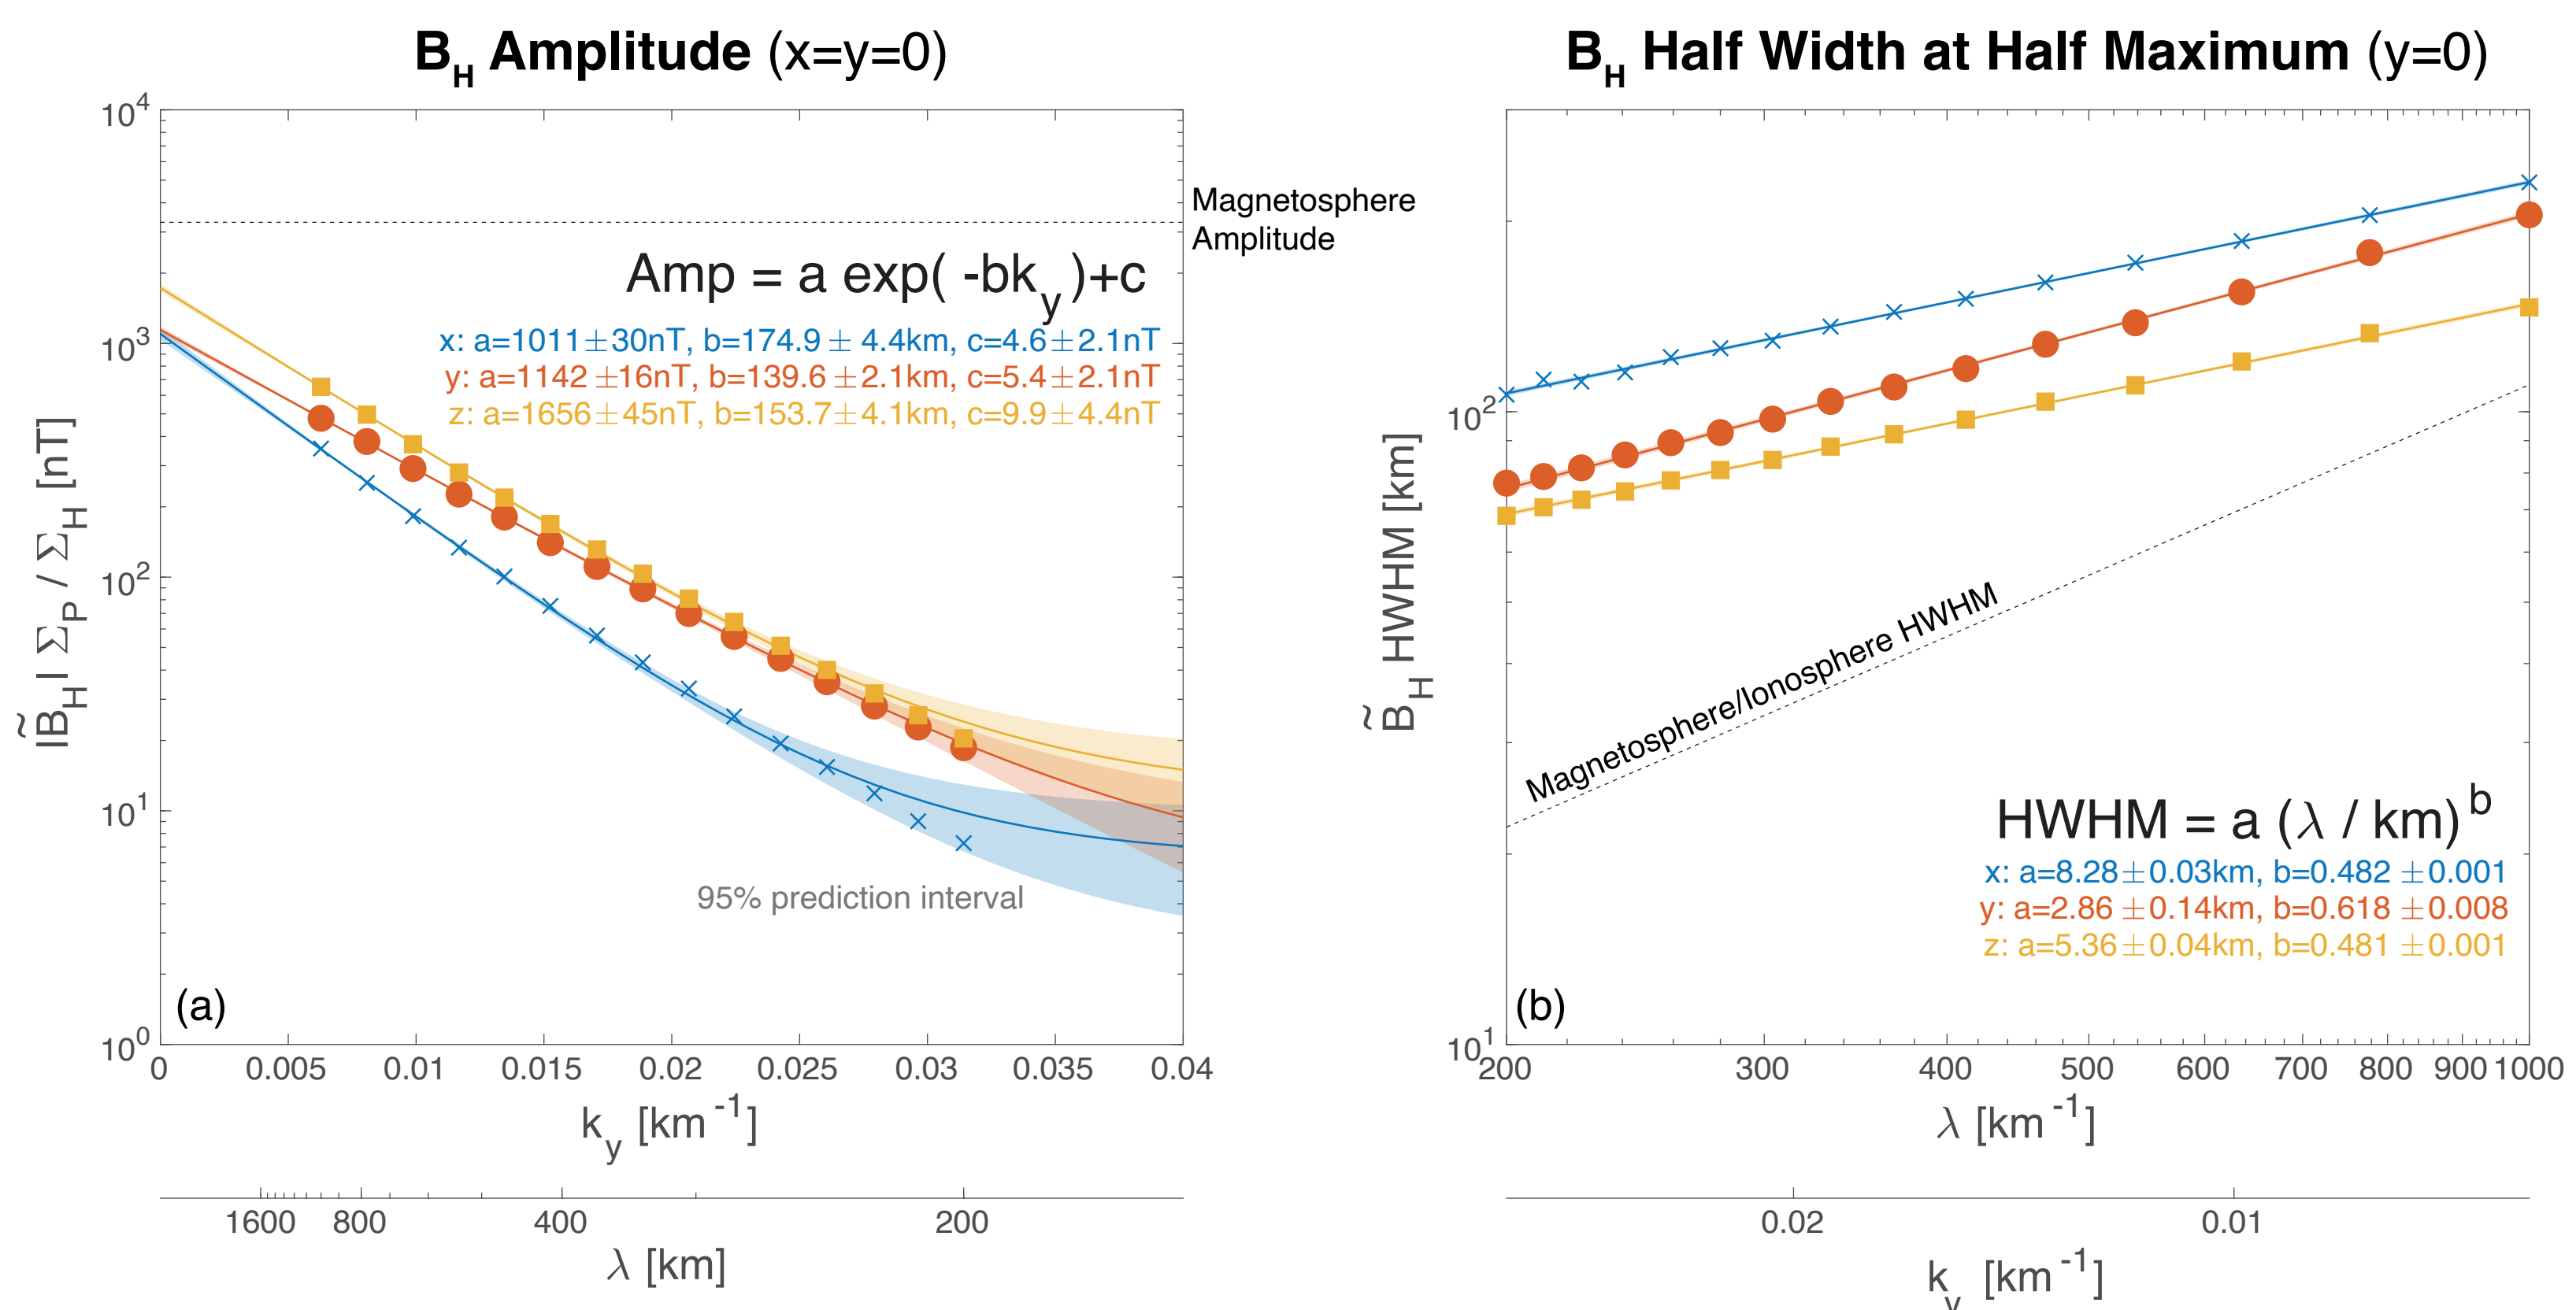 B_H Amplitude (x=y=0)
10^4
10^3
10^2
10^1
10^0
|B̃_H| Σ_P / Σ_H [nT]
Magnetosphere
Amplitude
Amp = a exp( -bk_y)+c
x: a=1011±30nT, b=174.9 ± 4.4km, c=4.6±2.1nT
y: a=1142 ±16nT, b=139.6 ±2.1km, c=5.4±2.1nT
z: a=1656±45nT, b=153.7±4.1km, c=9.9±4.4nT
95% prediction interval
(a)
0 0.005 0.01 0.015 0.02 0.025 0.03 0.035 0.04
k_y [km^-1]
1600 800 400 200
λ [km]
B_H Half Width at Half Maximum (y=0)
10^2
10^1
B̃_H HWHM [km]
Magnetosphere/Ionosphere HWHM
HWHM = a (λ / km)^b
x: a=8.28±0.03km, b=0.482 ±0.001
y: a=2.86 ±0.14km, b=0.618 ±0.008
z: a=5.36±0.04km, b=0.481 ±0.001
(b)
200 300 400 500 600 700 800 900 1000
λ [km^-1]
0.02 0.01
k_y [km^-1]